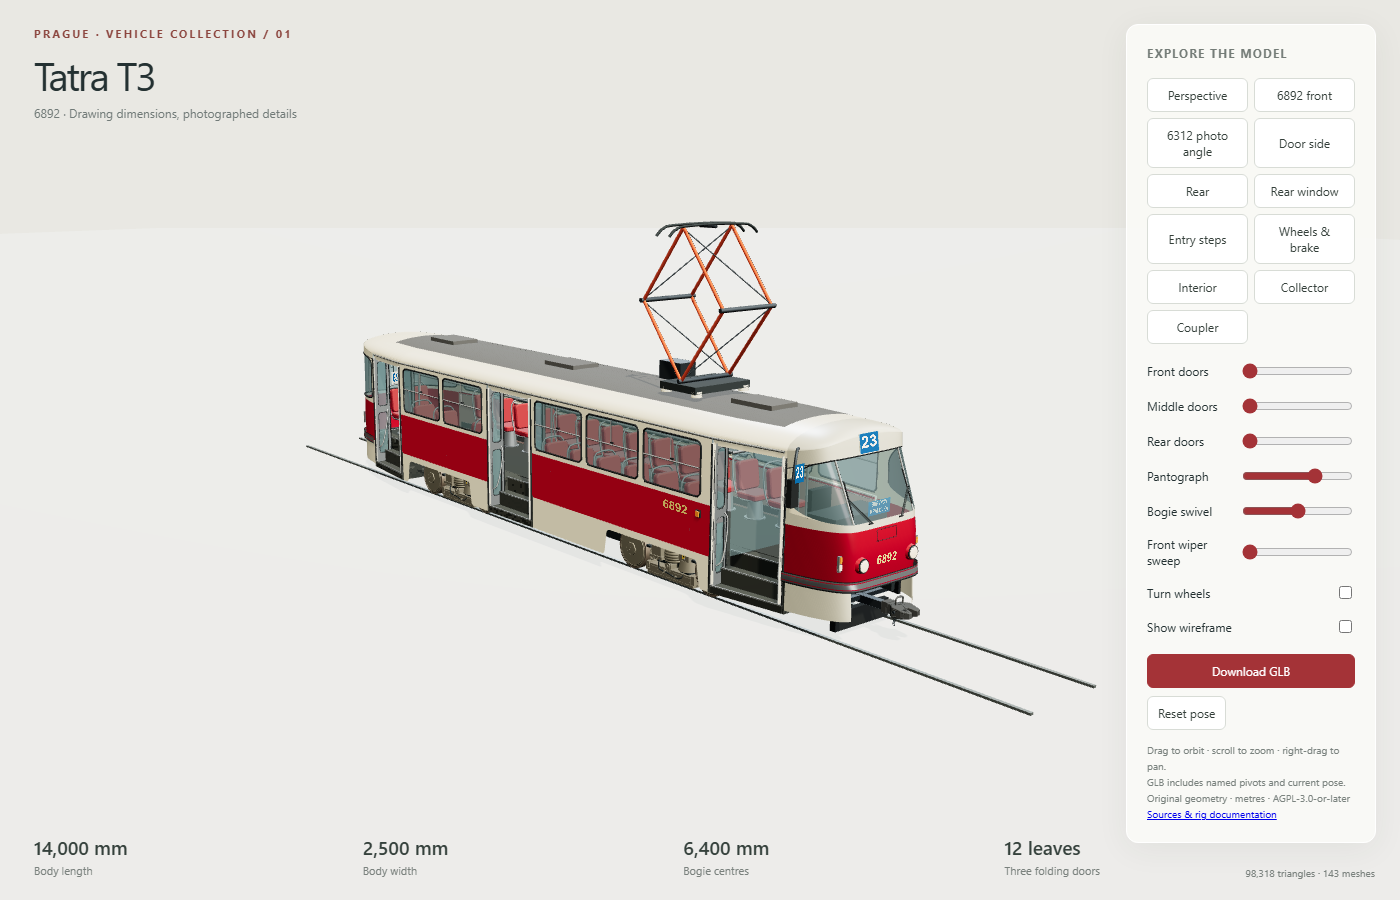 PRAGUE · VEHICLE COLLECTION / 01
Tatra T3
6892 · Drawing dimensions, photographed details
23
23
6892
6892
EXPLORE THE MODEL
Perspective
6892 front
6312 photo
angle
Door side
Rear
Rear window
Entry steps
Wheels &
brake
Interior
Collector
Coupler
Front doors
Middle doors
Rear doors
Pantograph
Bogie swivel
Front wiper
sweep
Turn wheels
Show wireframe
Download GLB
Reset pose
Drag to orbit · scroll to zoom · right-drag to
pan.
GLB includes named pivots and current pose.
Original geometry · metres · AGPL-3.0-or-later
Sources & rig documentation
14,000 mm
Body length
2,500 mm
Body width
6,400 mm
Bogie centres
12 leaves
Three folding doors
98,318 triangles · 143 meshes